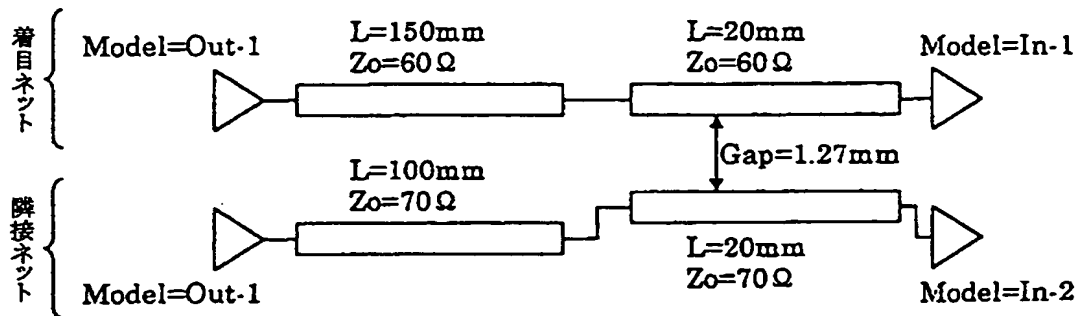 着目ネット
Model=Out-1
L=150mm
Zo=60Ω
L=20mm
Zo=60Ω
Model=In-1
Gap=1.27mm
隣接ネット
L=100mm
Zo=70Ω
Model=Out-1
L=20mm
Zo=70Ω
Model=In-2